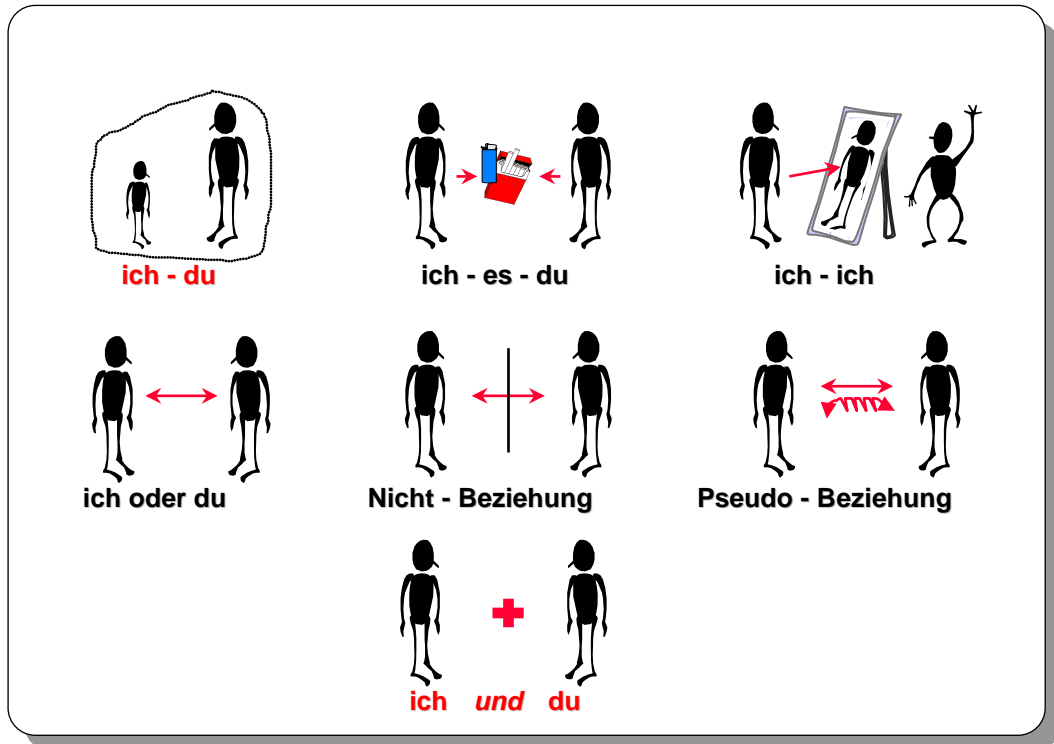 ich - du
ich - es - du
ich - ich
ich oder du
Nicht - Beziehung
Pseudo - Beziehung
ich und du